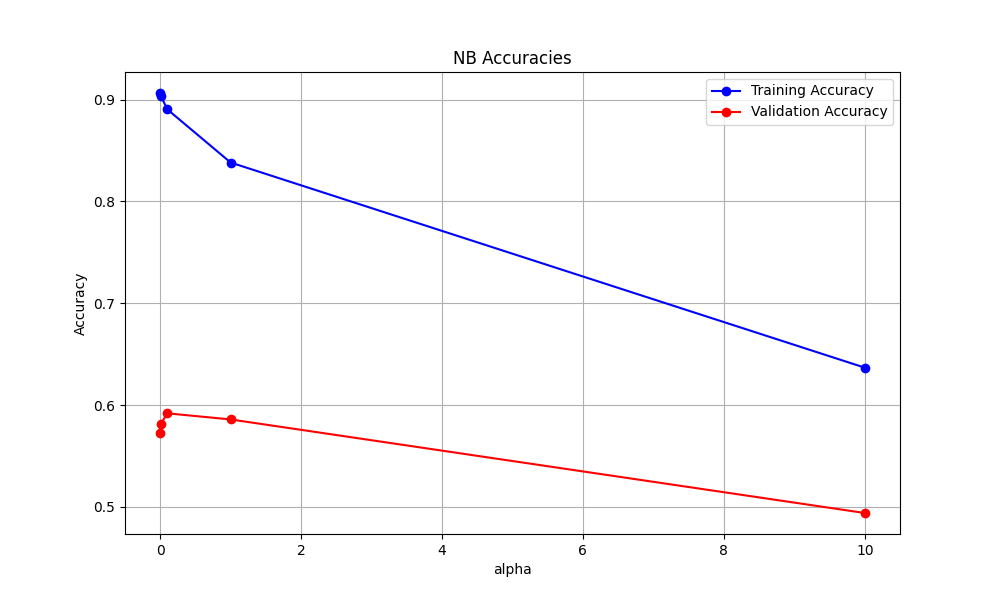 NB Accuracies
Training Accuracy
Validation Accuracy
0.9
0.8
0.7
0.6
0.5
Accuracy
0 2 4 6 8 10
alpha